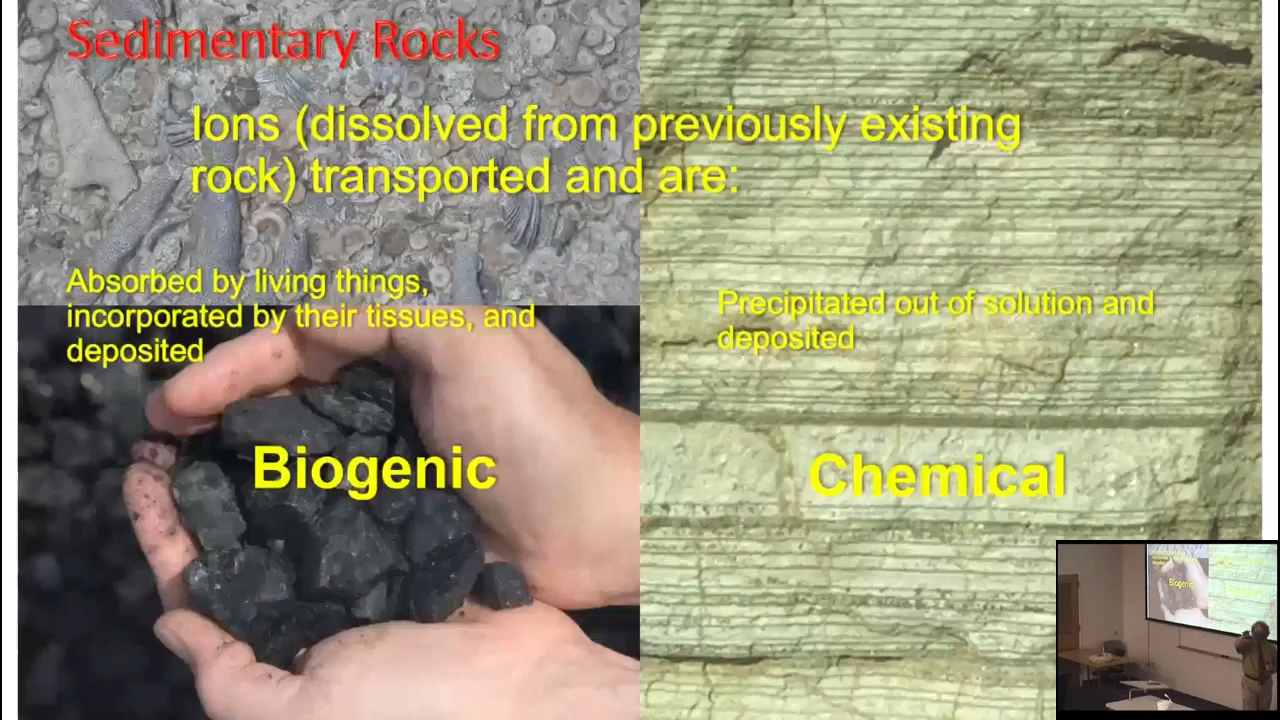 Sedimentary Rocks
Ions (dissolved from previously existing
rock) transported and are:
Absorbed by living things,
incorporated by their tissues, and
deposited
Precipitated out of solution and
deposited
Biogenic
Chemical
Biogenic